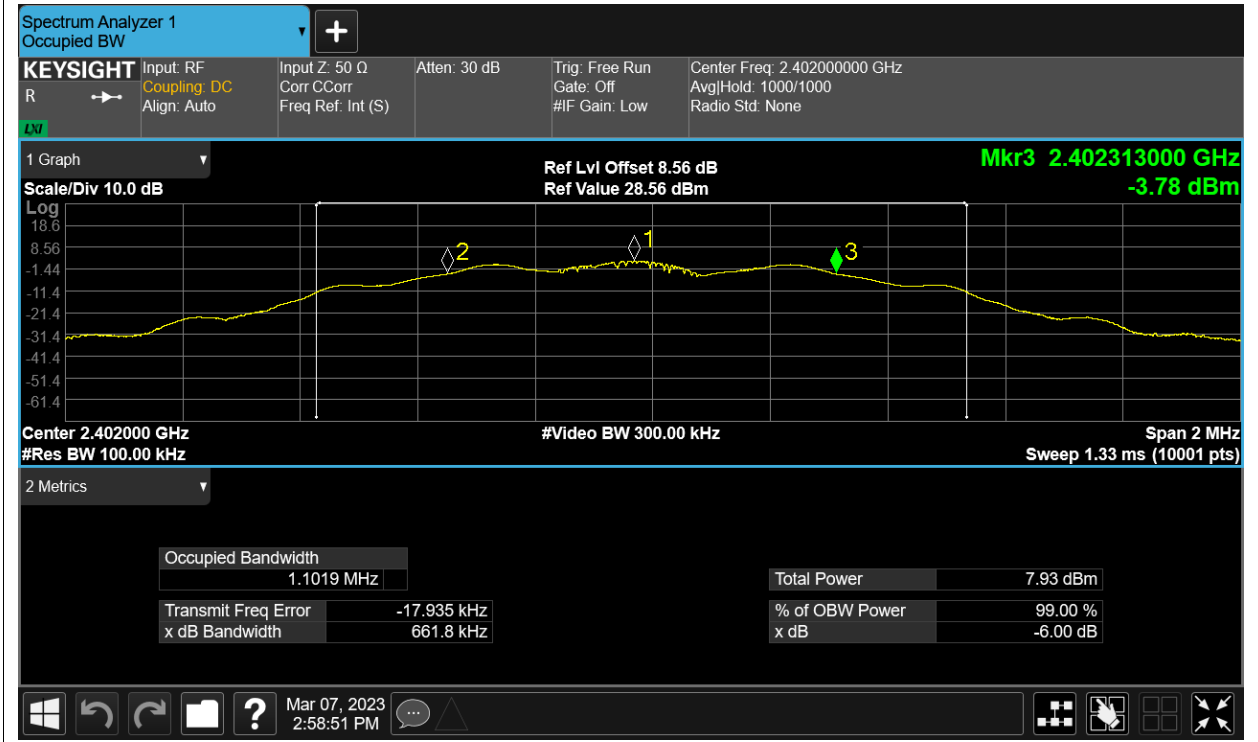 Spectrum Analyzer 1
Occupied BW
KEYSIGHT
R
LXI
Input: RF
Coupling: DC
Align: Auto
Input Z: 50 Ω
Corr CCorr
Freq Ref: Int (S)
Atten: 30 dB
Trig: Free Run
Gate: Off
#IF Gain: Low
Center Freq: 2.402000000 GHz
Avg|Hold: 1000/1000
Radio Std: None
1 Graph
Scale/Div 10.0 dB
Ref Lvl Offset 8.56 dB
Ref Value 28.56 dBm
Mkr3 2.402313000 GHz
-3.78 dBm
Log
18.6
8.56
-1.44
-11.4
-21.4
-31.4
-41.4
-51.4
-61.4
2
1
3
Center 2.402000 GHz
#Video BW 300.00 kHz
Span 2 MHz
#Res BW 100.00 kHz
Sweep 1.33 ms (10001 pts)
2 Metrics
Occupied Bandwidth
1.1019 MHz
Total Power 7.93 dBm
Transmit Freq Error -17.935 kHz
% of OBW Power 99.00 %
x dB Bandwidth 661.8 kHz
x dB -6.00 dB
?
Mar 07, 2023
2:58:51 PM